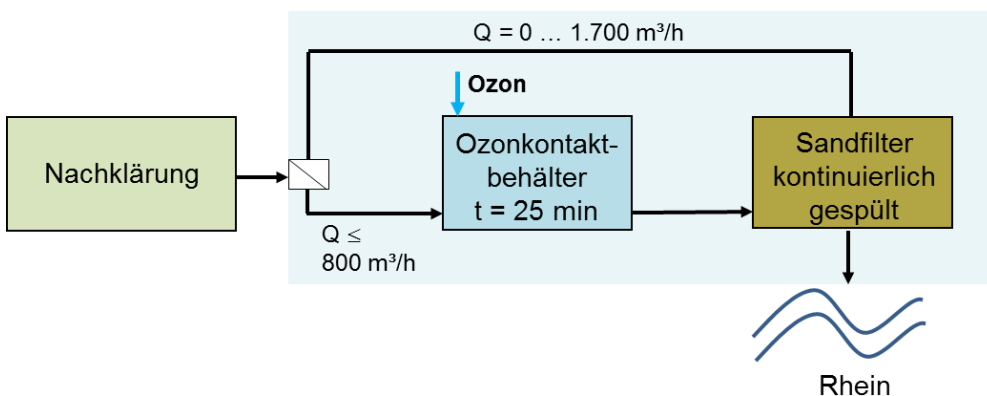 Q = 0 … 1.700 m³/h
Ozon
Nachklärung
Ozonkontakt-
behälter
t = 25 min
Sandfilter
kontinuierlich
gespült
Q ≤
800 m³/h
Rhein